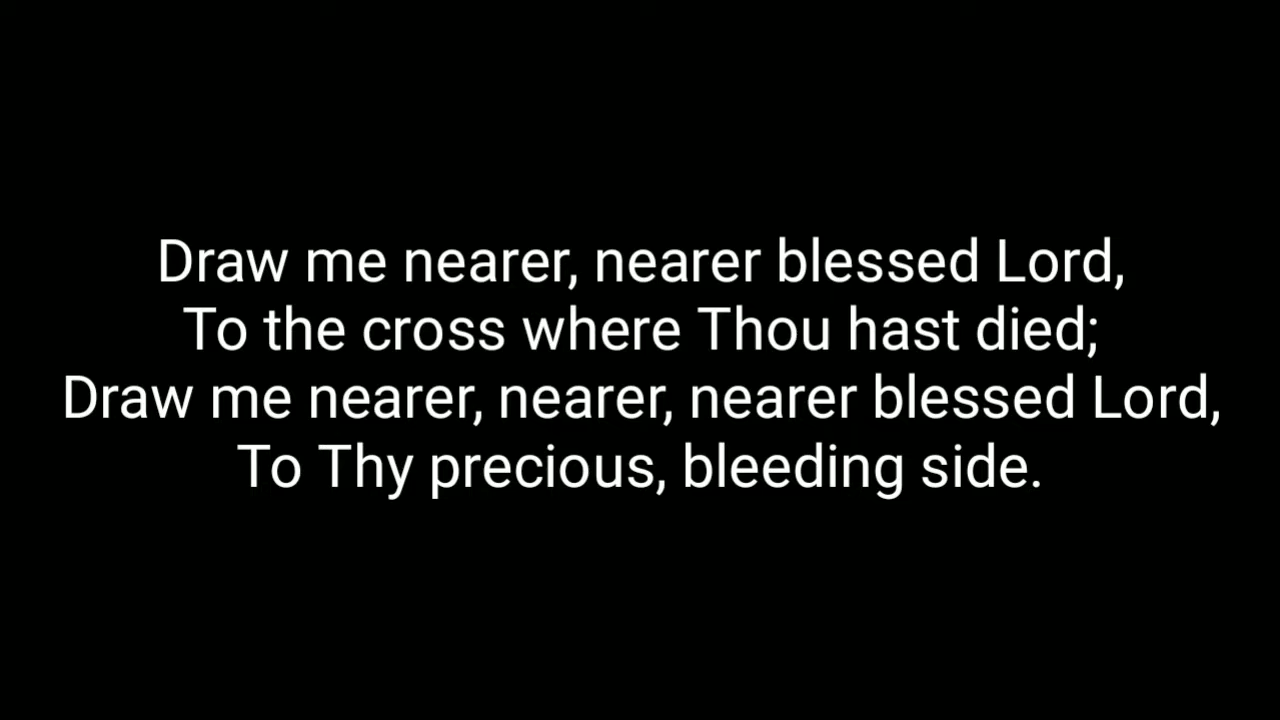 Draw me nearer, nearer blessed Lord,
To the cross where Thou hast died;
Draw me nearer, nearer, nearer blessed Lord,
To Thy precious, bleeding side.